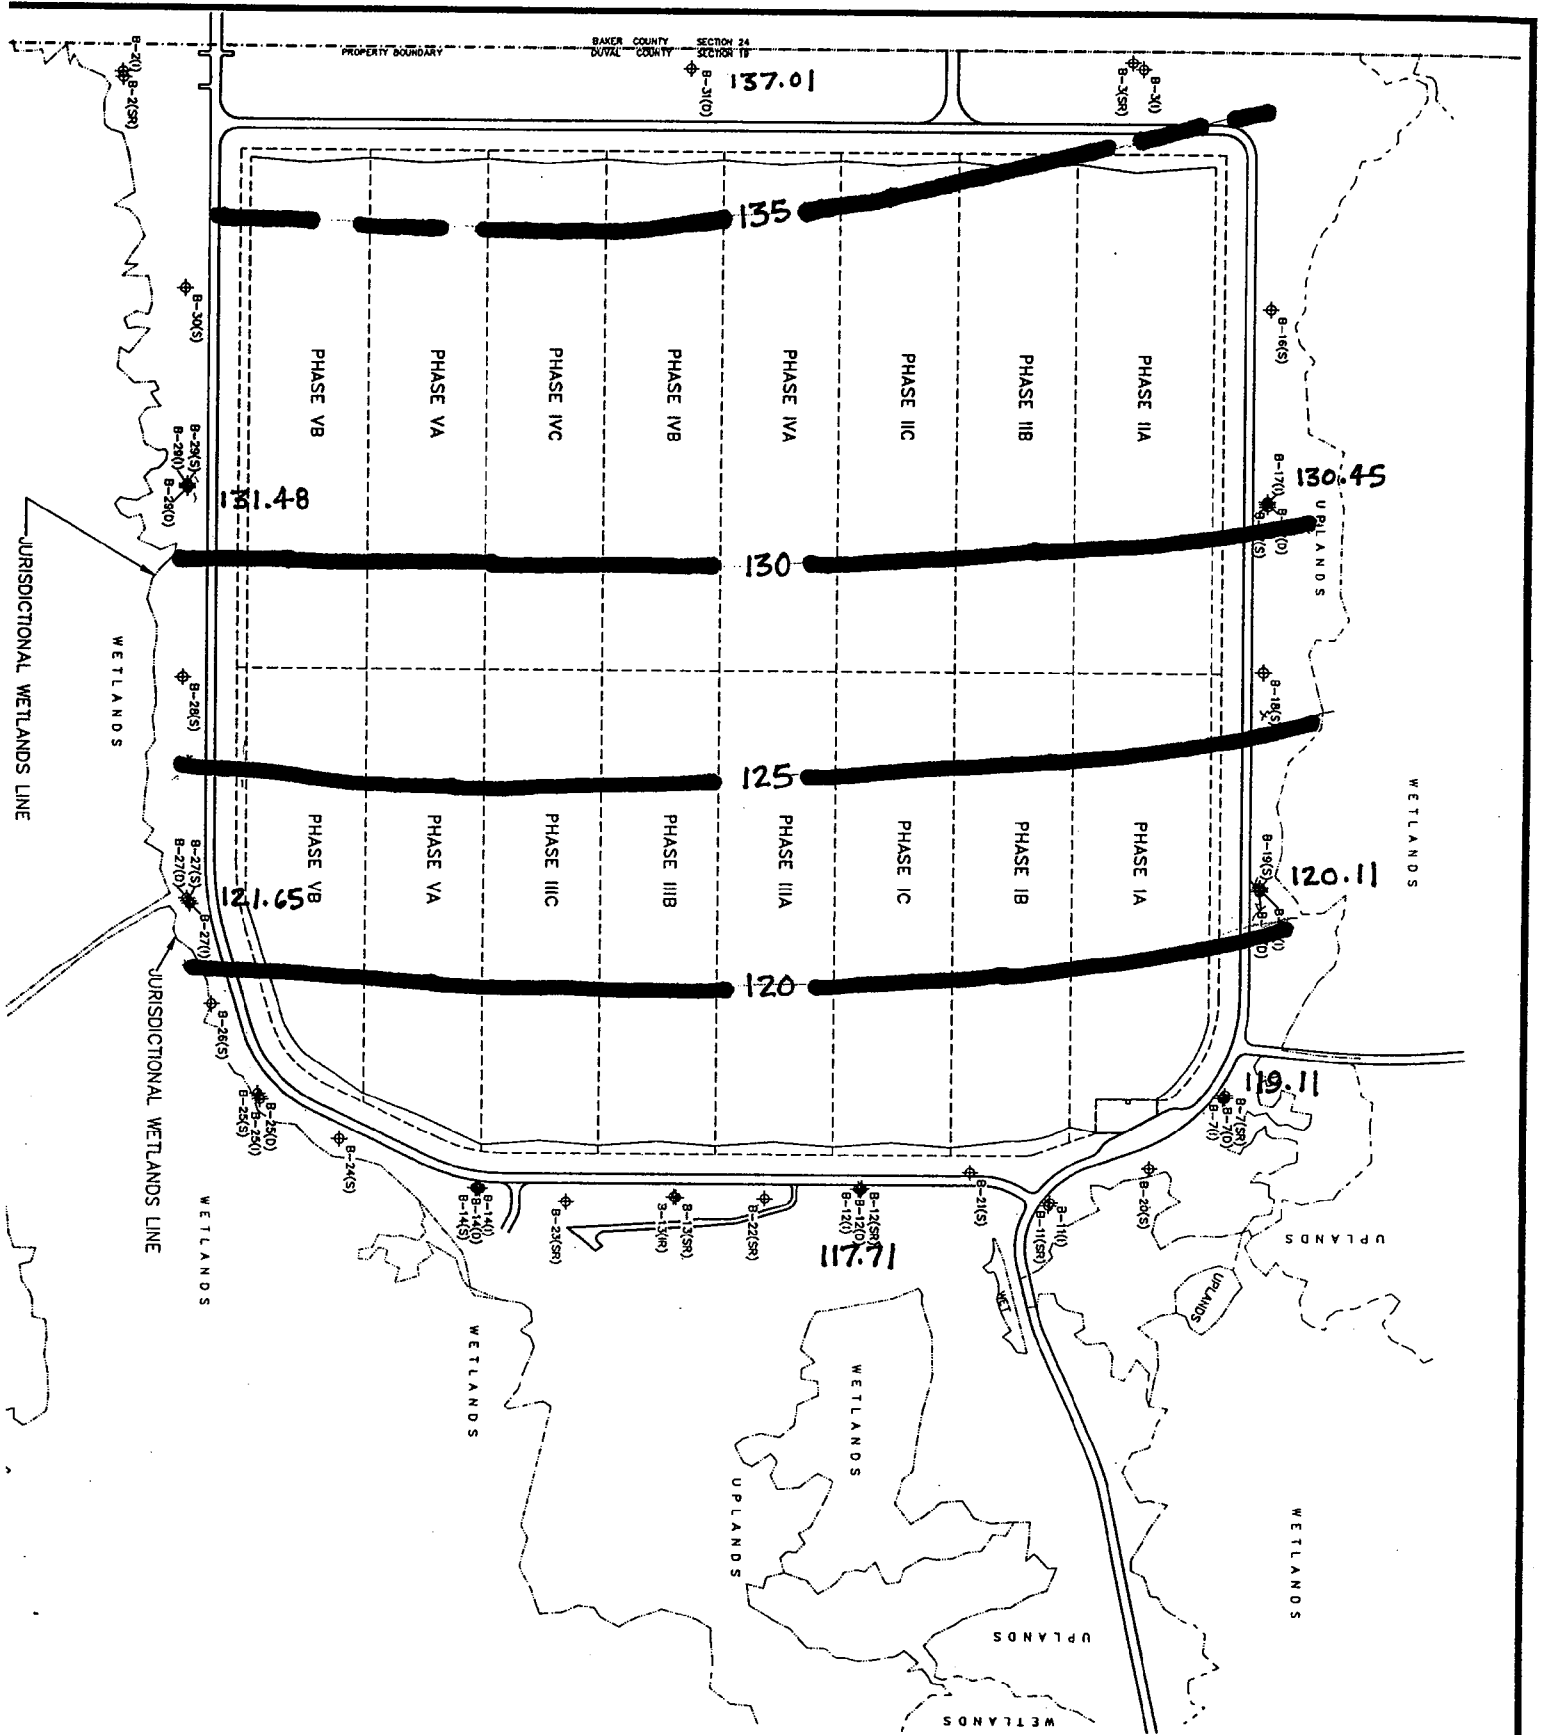 BAKER COUNTY SECTION 24
DUVAL COUNTY SECTION 19
PROPERTY BOUNDARY
B-2(I)
B-2(SR)
B-31(D)
137.01
B-3(I)
B-3(SR)
135
B-30(S)
B-16(S)
PHASE VB
PHASE VA
PHASE IVC
PHASE IVB
PHASE IVA
PHASE IIC
PHASE IIB
PHASE IIA
B-29(S)
B-29(I)
B-29(D)
131.48
B-17(I)
130.45
UPLANDS
130
JURISDICTIONAL WETLANDS LINE
WETLANDS
B-28(S)
B-18(S)
125
WETLANDS
PHASE VB
PHASE VA
PHASE IIIC
PHASE IIIB
PHASE IIIA
PHASE IC
PHASE IB
PHASE IA
B-27(S)
B-27(D)
B-27(I)
121.65
B-19(S)
120.11
120
JURISDICTIONAL WETLANDS LINE
B-26(S)
B-25(D)
B-25(I)
B-25(S)
B-24(S)
119.11
B-7(SR)
B-7(D)
B-7(I)
B-14(I)
B-14(D)
B-14(S)
B-23(SR)
B-13(SR)
B-13(IR)
B-22(SR)
B-12(SR)
B-12(D)
B-12(I)
117.71
B-21(S)
B-11(I)
B-11(SR)
B-20(S)
UPLANDS
UPLANDS
WET
WETLANDS
WETLANDS
WETLANDS
UPLANDS
WETLANDS
UPLANDS
WETLANDS